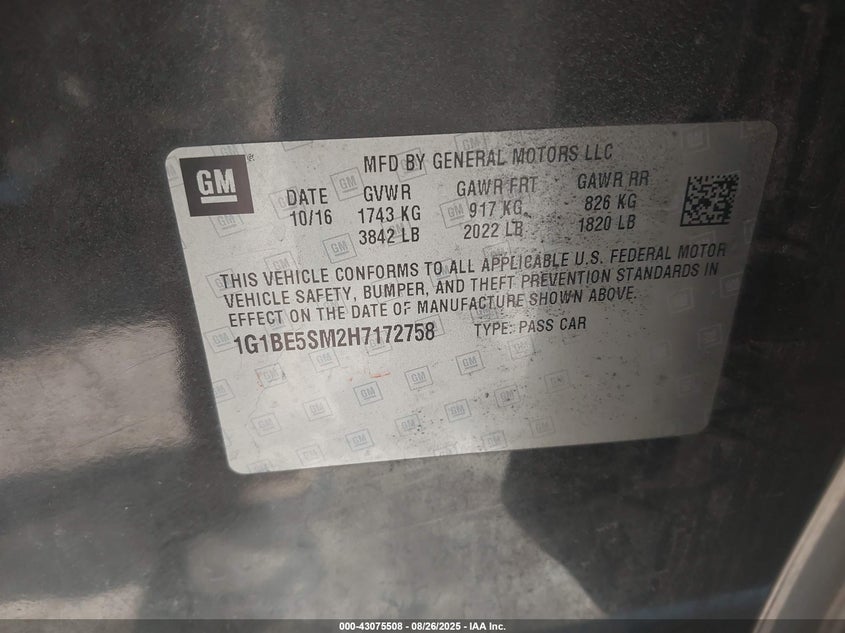 GM
MFD BY GENERAL MOTORS LLC
DATE GVWR GAWR FRT GAWR RR
10/16 1743 KG 917 KG 826 KG
3842 LB 2022 LB 1820 LB
THIS VEHICLE CONFORMS TO ALL APPLICABLE U.S. FEDERAL MOTOR
VEHICLE SAFETY, BUMPER, AND THEFT PREVENTION STANDARDS IN
EFFECT ON THE DATE OF MANUFACTURE SHOWN ABOVE.
1G1BE5SM2H7172758 TYPE: PASS CAR
000-43075508 - 08/26/2025 - IAA Inc.